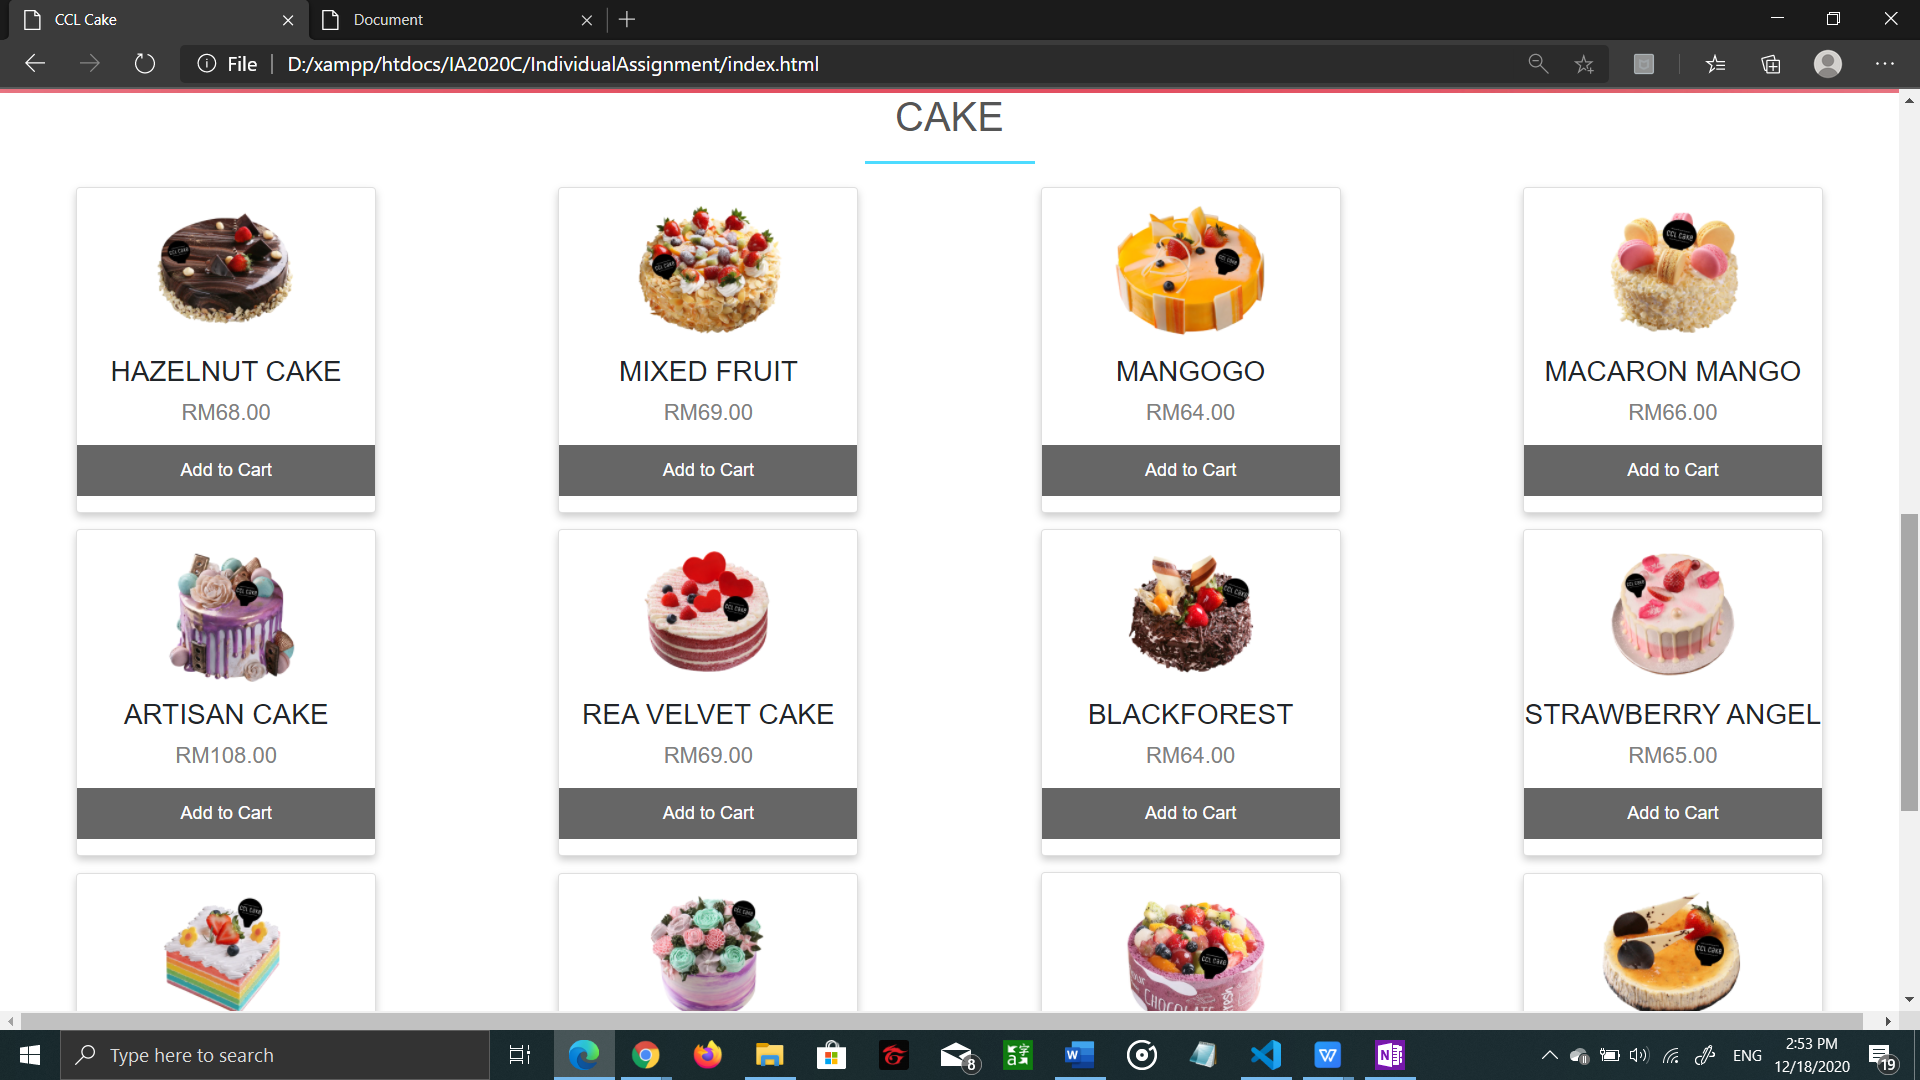 CCL Cake
Document
File
D:/xampp/htdocs/IA2020C/IndividualAssignment/index.html
CAKE
HAZELNUT CAKE
RM68.00
Add to Cart
MIXED FRUIT
RM69.00
Add to Cart
MANGOGO
RM64.00
Add to Cart
MACARON MANGO
RM66.00
Add to Cart
ARTISAN CAKE
RM108.00
Add to Cart
REA VELVET CAKE
RM69.00
Add to Cart
BLACKFOREST
RM64.00
Add to Cart
STRAWBERRY ANGEL
RM65.00
Add to Cart
CCL Cake
CHOCOLATE
Type here to search
8
ENG
2:53 PM
12/18/2020
19